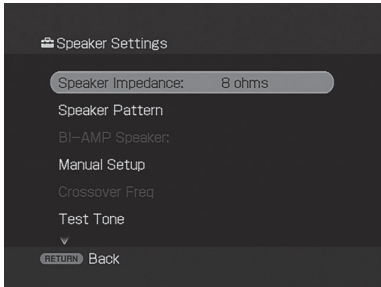 Speaker Settings
Speaker Impedance: 8 ohms
Speaker Pattern
BI-AMP Speaker:
Manual Setup
Crossover Freq
Test Tone
RETURN Back